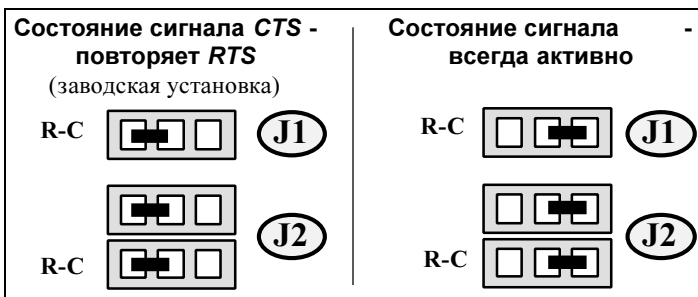 Состояние сигнала CTS -
повторяет RTS
(заводская установка)
R-C J1
J2
R-C
Состояние сигнала -
всегда активно
R-C J1
J2
R-C